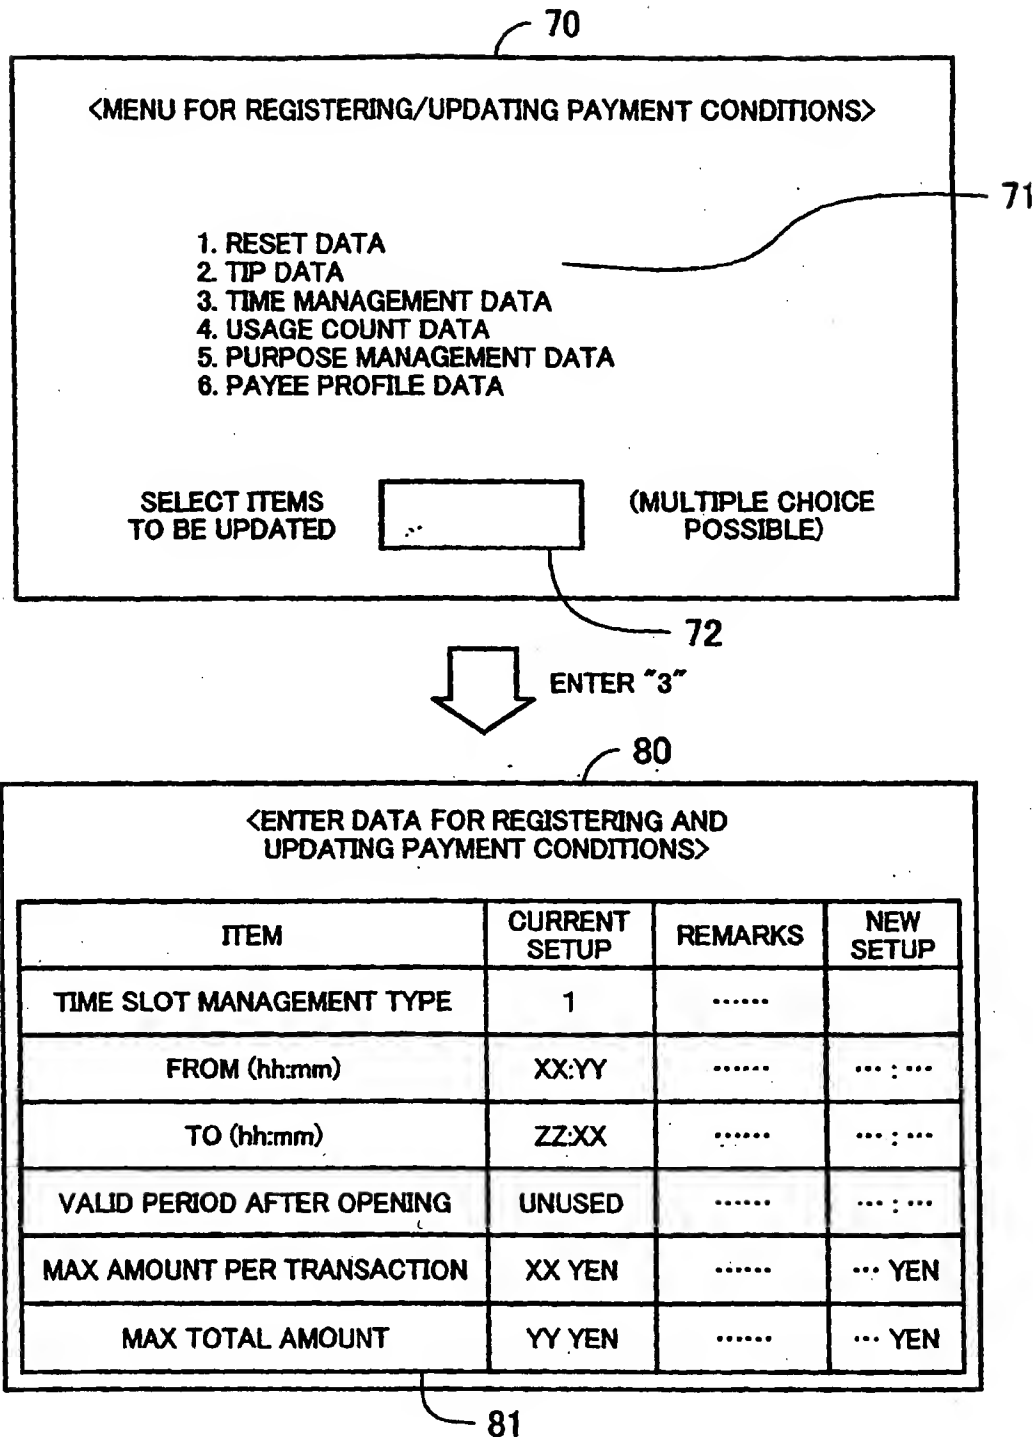 70
<MENU FOR REGISTERING/UPDATING PAYMENT CONDITIONS>
71
1. RESET DATA
2. TIP DATA
3. TIME MANAGEMENT DATA
4. USAGE COUNT DATA
5. PURPOSE MANAGEMENT DATA
6. PAYEE PROFILE DATA
SELECT ITEMS
TO BE UPDATED
(MULTIPLE CHOICE
POSSIBLE)
72
ENTER "3"
80
<ENTER DATA FOR REGISTERING AND
UPDATING PAYMENT CONDITIONS>
ITEM CURRENT SETUP REMARKS NEW SETUP
TIME SLOT MANAGEMENT TYPE 1 ······
FROM (hh:mm) XX:YY ······ ··· : ···
TO (hh:mm) ZZ:XX ······ ··· : ···
VALID PERIOD AFTER OPENING UNUSED ······ ··· : ···
MAX AMOUNT PER TRANSACTION XX YEN ······ ··· YEN
MAX TOTAL AMOUNT YY YEN ······ ··· YEN
81